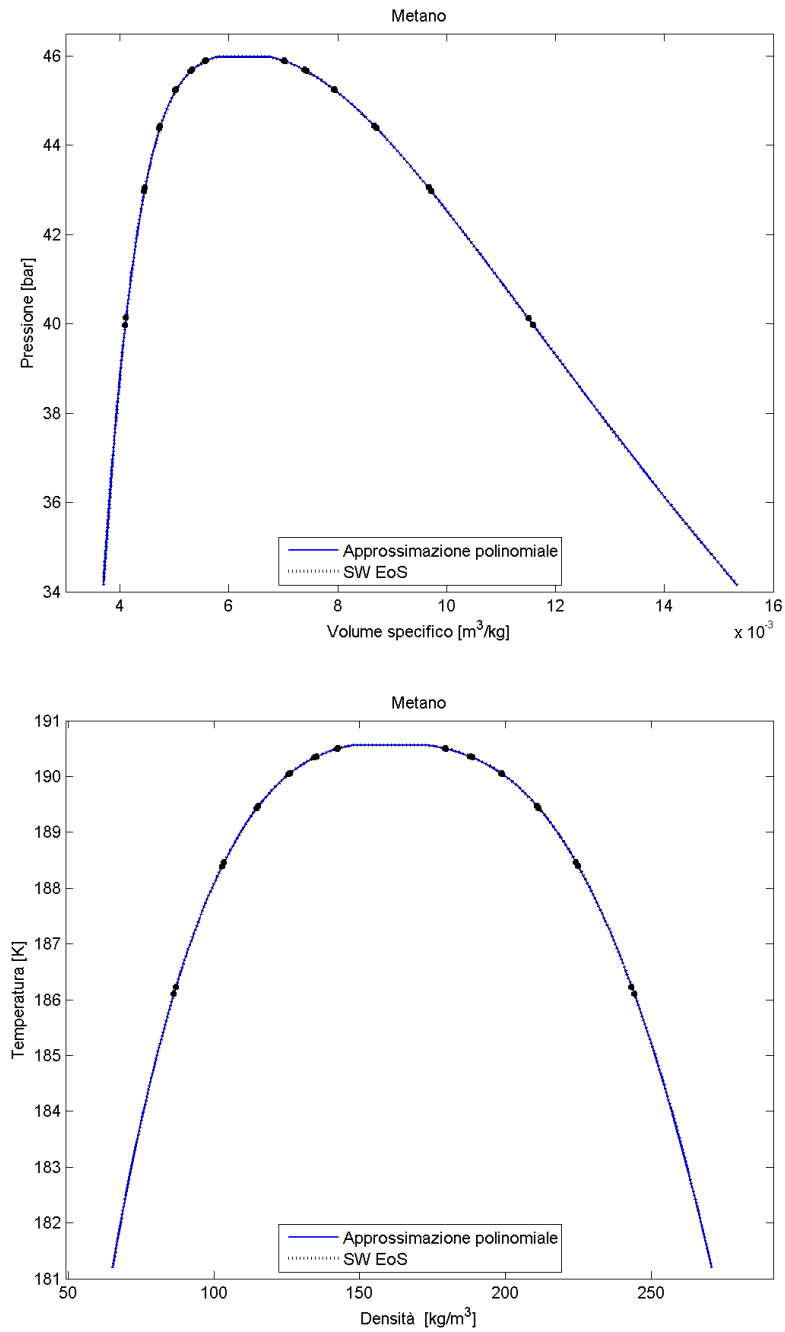 Metano
46
44
42
40
38
36
34
Pressione [bar]
Approssimazione polinomiale
SW EoS
4 6 8 10 12 14 16
Volume specifico [m³/kg]
x 10⁻³
Metano
191
190
189
188
187
186
185
184
183
182
181
Temperatura [K]
Approssimazione polinomiale
SW EoS
50 100 150 200 250
Densità [kg/m³]